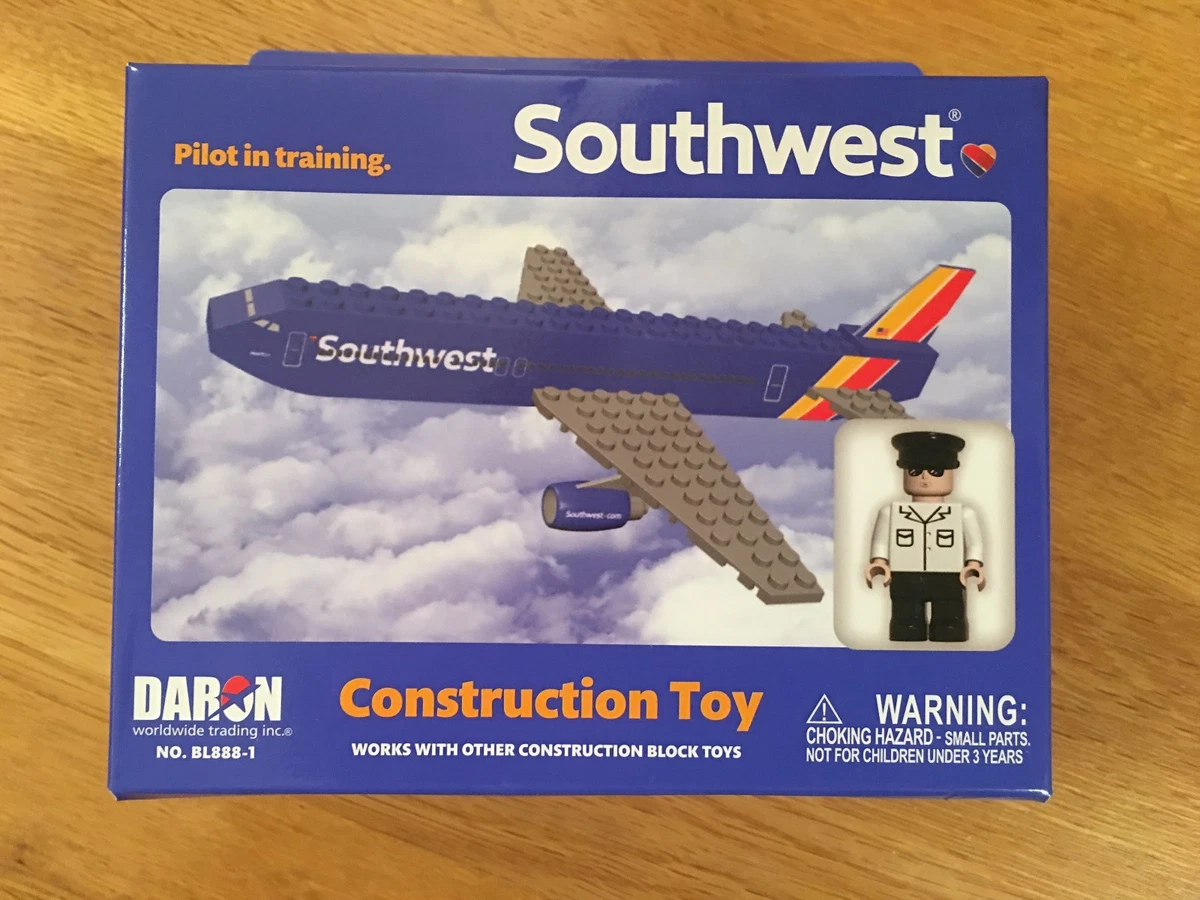 Pilot in training.
Southwest®
Southwest
Southwest.com
DARON
worldwide trading inc.®
NO. BL888-1
Construction Toy
WORKS WITH OTHER CONSTRUCTION BLOCK TOYS
WARNING:
CHOKING HAZARD - SMALL PARTS.
NOT FOR CHILDREN UNDER 3 YEARS